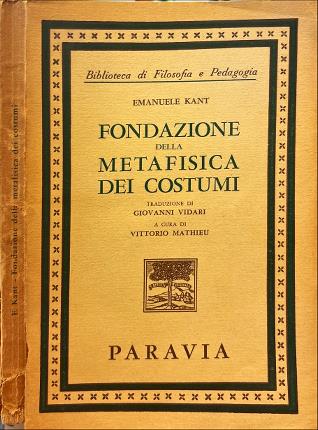 E. Kant - Fondazione della metafisica dei costumi
Biblioteca di Filosofia e Pedagogia
EMANUELE KANT
FONDAZIONE
DELLA
METAFISICA
DEI COSTUMI
TRADUZIONE DI
GIOVANNI VIDARI
A CURA DI
VITTORIO MATHIEU
PARAVIA